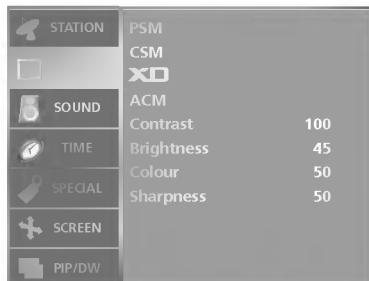 STATION
SOUND
TIME
SPECIAL
SCREEN
PIP/DW
PSM
CSM
XD
ACM
Contrast 100
Brightness 45
Colour 50
Sharpness 50